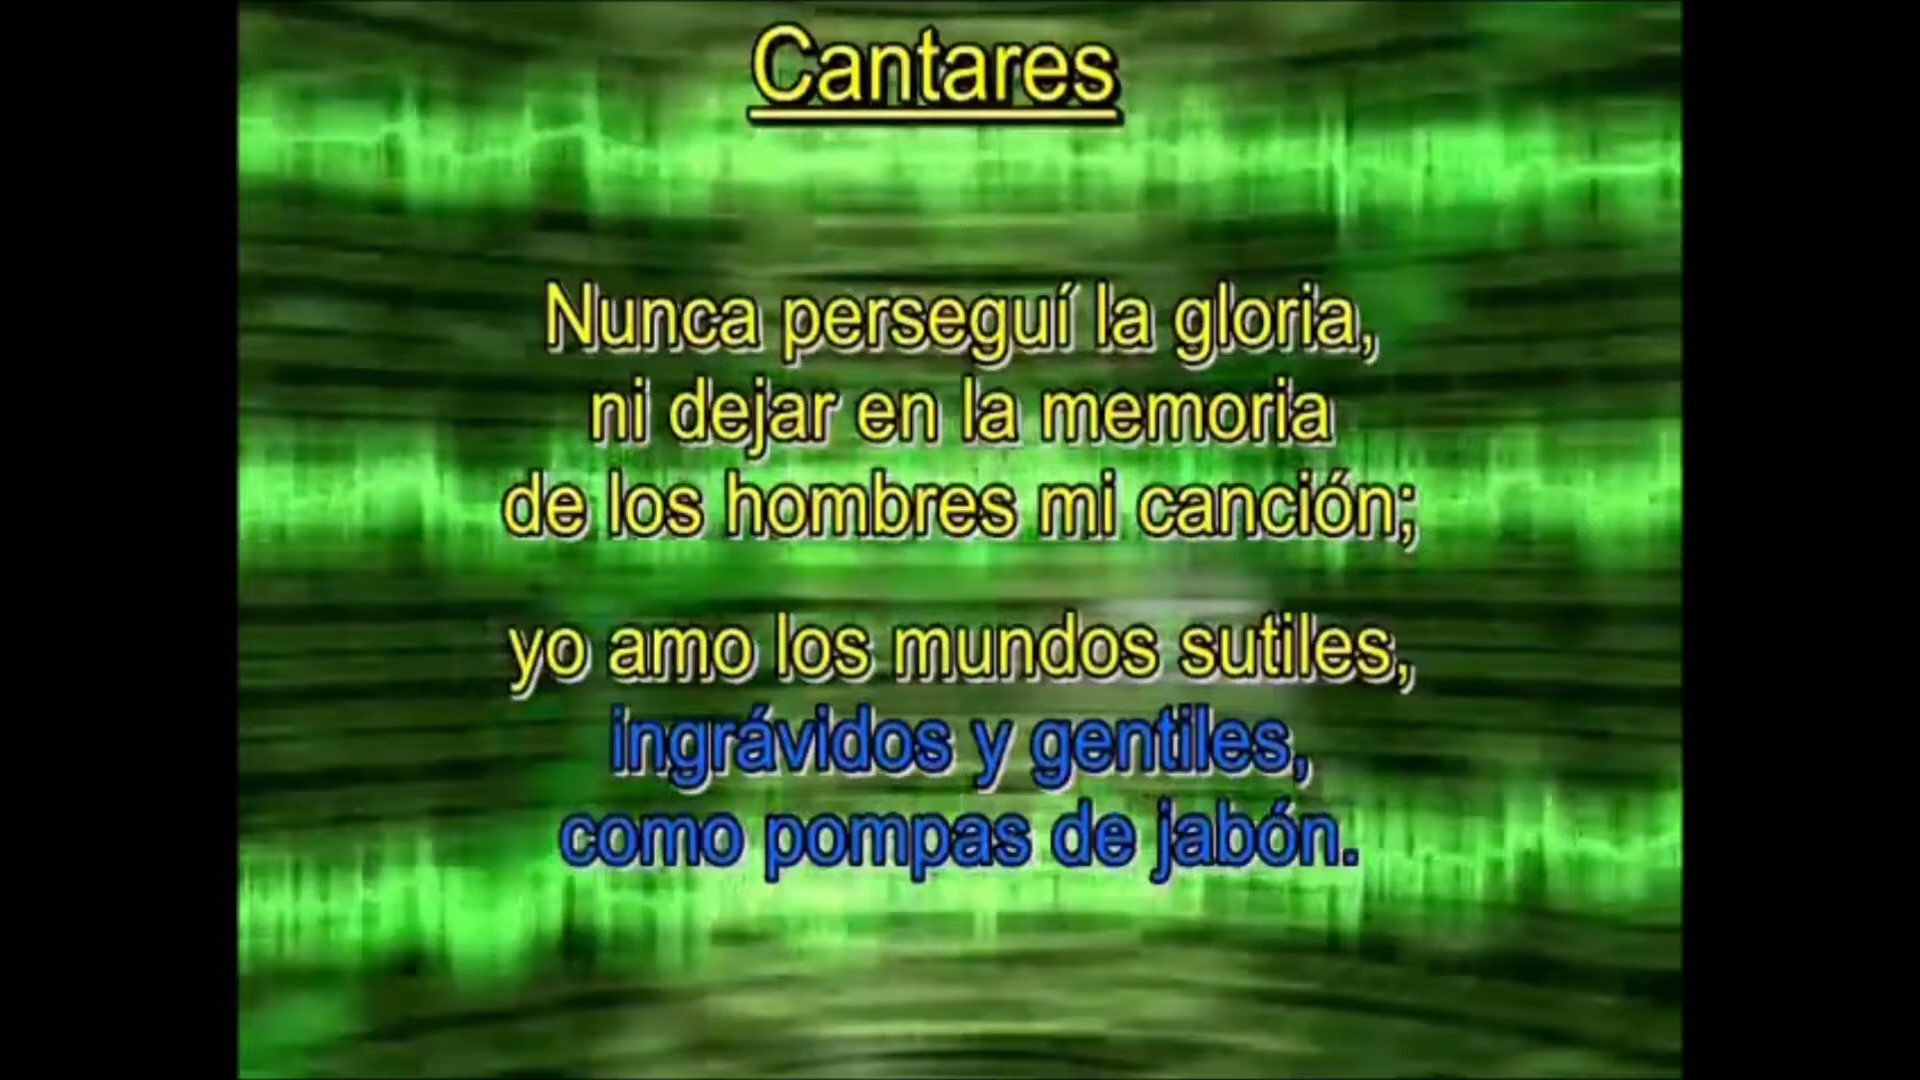 Cantares
Nunca perseguí la gloria,
ni dejar en la memoria
de los hombres mi canción;
yo amo los mundos sutiles,
ingrávidos y gentiles,
como pompas de jabón.